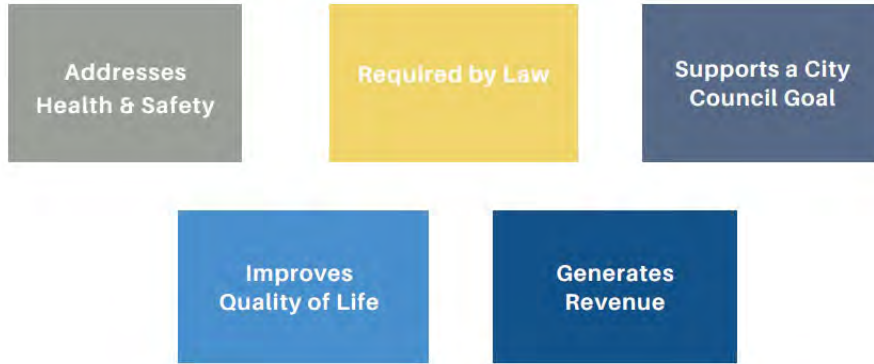 Addresses
Health & Safety
Required by Law
Supports a City
Council Goal
Improves
Quality of Life
Generates
Revenue